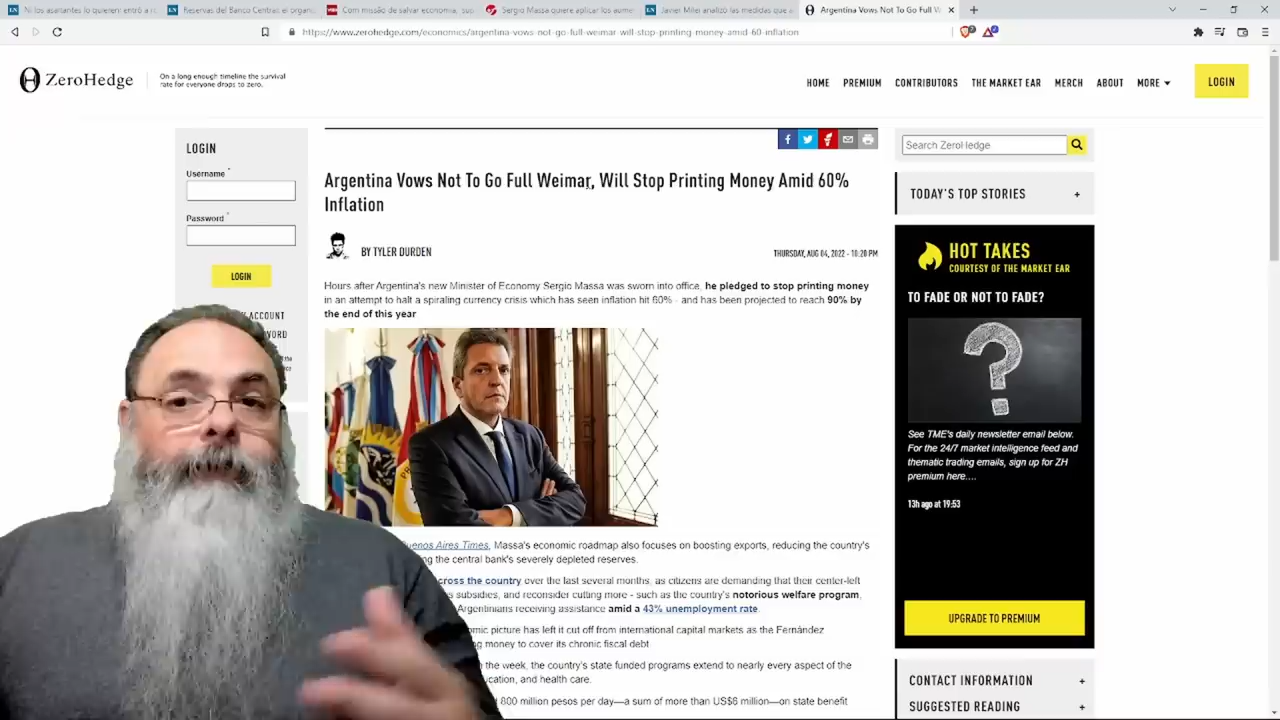 Ni los asaltantes lo quieren: entró a ro
Reservas del Banco Central: el organi
Com missão de salvar economia, su
Sergio Massa quiere aplicar los aumen
Javier Milei analizó las medidas que a
Argentina Vows Not To Go Full W
https://www.zerohedge.com/economics/argentina-vows-not-go-full-weimar-will-stop-printing-money-amid-60-inflation
ZeroHedge
On a long enough timeline the survival
rate for everyone drops to zero.
HOME PREMIUM CONTRIBUTORS THE MARKET EAR MERCH ABOUT MORE
LOGIN
LOGIN
Username *
Password *
LOGIN
ACCOUNT
Argentina Vows Not To Go Full Weimar, Will Stop Printing Money Amid 60%
Inflation
BY TYLER DURDEN
THURSDAY, AUG 04, 2022 - 10:20 PM
Hours after Argentina's new Minister of Economy Sergio Massa was sworn into office, he pledged to stop printing money
in an attempt to halt a spiraling currency crisis which has seen inflation hit 60% - and has been projected to reach 90% by
the end of this year
Buenos Aires Times, Massa's economic roadmap also focuses on boosting exports, reducing the country's
the central bank's severely depleted reserves.
cross the country over the last several months, as citizens are demanding that their center-left
subsidies, and reconsider cutting more - such as the country's notorious welfare program,
Argentinians receiving assistance amid a 43% unemployment rate.
omic picture has left it cut off from international capital markets as the Fernández
money to cover its chronic fiscal debt
the week, the country's state funded programs extend to nearly every aspect of the
ucation, and health care.
800 million pesos per day—a sum of more than US$6 million—on state benefit
Search ZeroHedge
TODAY'S TOP STORIES +
HOT TAKES
COURTESY OF THE MARKET EAR
TO FADE OR NOT TO FADE?
?
See TME's daily newsletter email below.
For the 24/7 market intelligence feed and
thematic trading emails, sign up for ZH
premium here....
13h ago at 19:53
UPGRADE TO PREMIUM
CONTACT INFORMATION +
SUGGESTED READING +